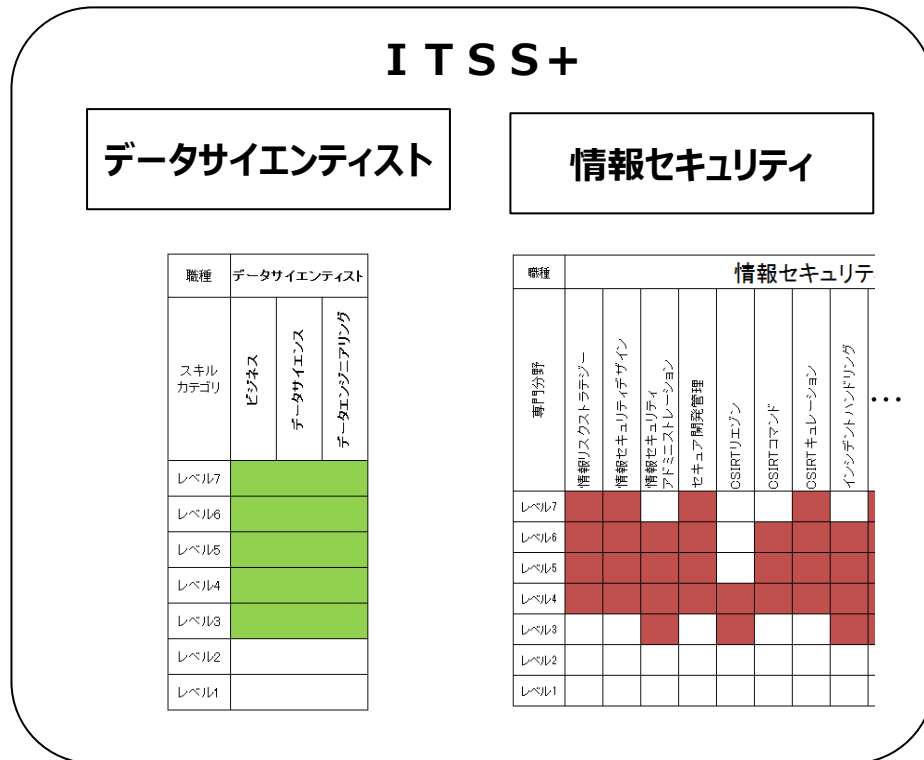 ＩＴＳＳ+
データサイエンティスト
情報セキュリティ
職種
データサイエンティスト
スキル
カテゴリ
ビジネス
データサイエンス
データエンジニアリング
レベル7
レベル6
レベル5
レベル4
レベル3
レベル2
レベル1
職種
情報セキュリテ
専門分野
情報リスクストラテジー
情報セキュリティデザイン
情報セキュリティ
アドミニストレーション
セキュア開発管理
CSIRTリエゾン
CSIRTコマンド
CSIRTキュレーション
インシデントハンドリング
…
レベル7
レベル6
レベル5
レベル4
レベル3
レベル2
レベル1